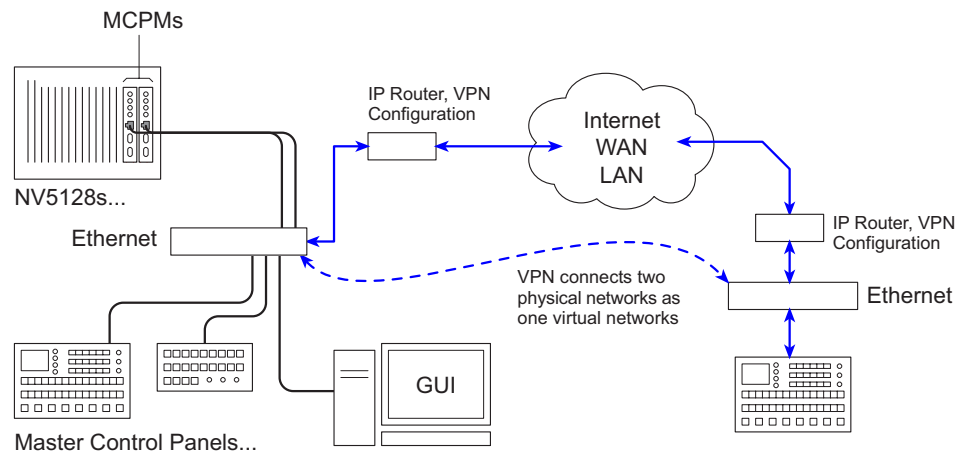 MCPMs
IP Router, VPN
Configuration
Internet
WAN
LAN
NV5128s...
Ethernet
IP Router, VPN
Configuration
VPN connects two
physical networks as
one virtual networks
Ethernet
GUI
Master Control Panels...